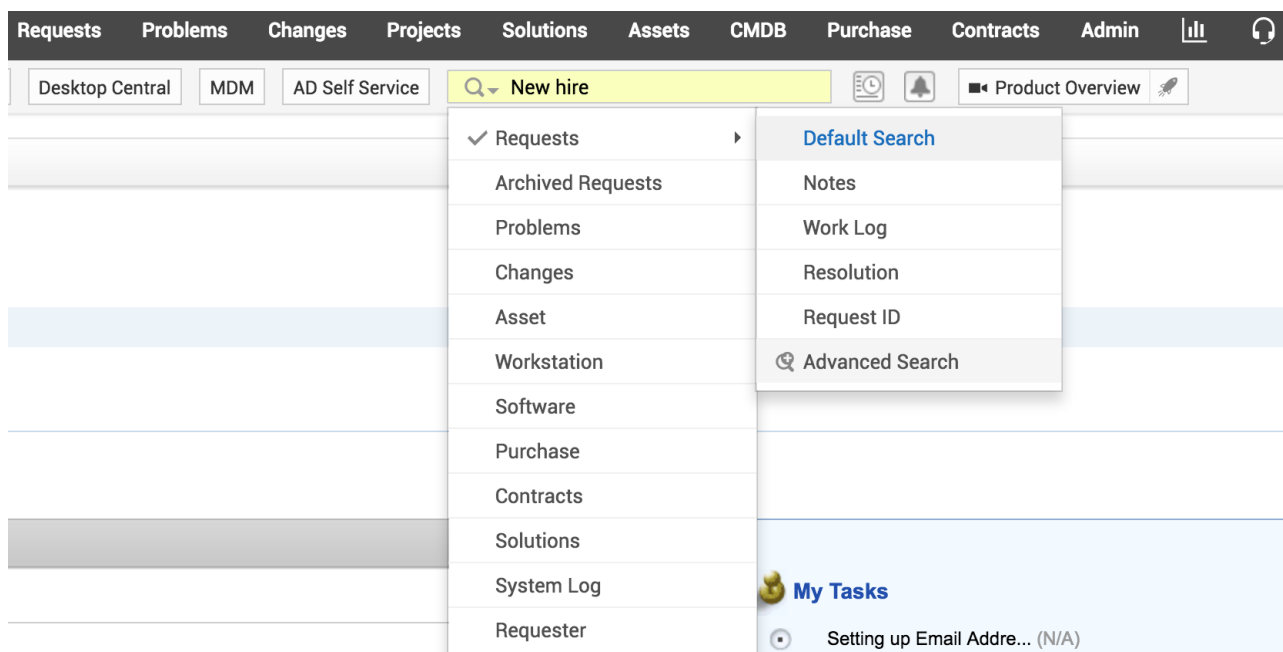 Requests Problems Changes Projects Solutions Assets CMDB Purchase Contracts Admin
Desktop Central MDM AD Self Service New hire Product Overview
Requests Default Search
Archived Requests Notes
Problems Work Log
Changes Resolution
Asset Request ID
Workstation Advanced Search
Software
Purchase
Contracts
Solutions
System Log
My Tasks
Requester
Setting up Email Addre... (N/A)